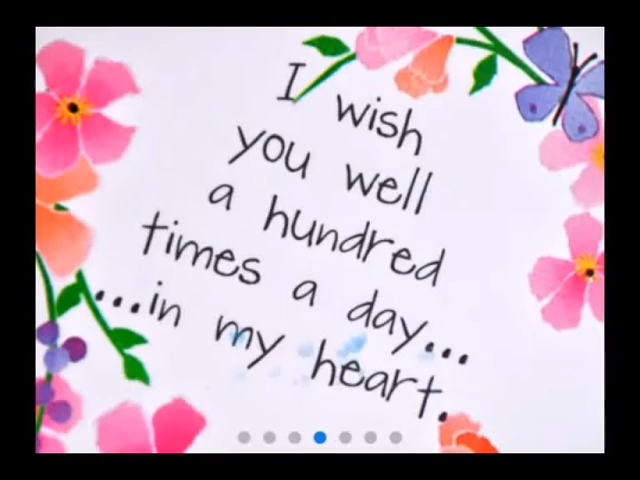 I wish
you well
a hundred
times a day...
...in my heart.